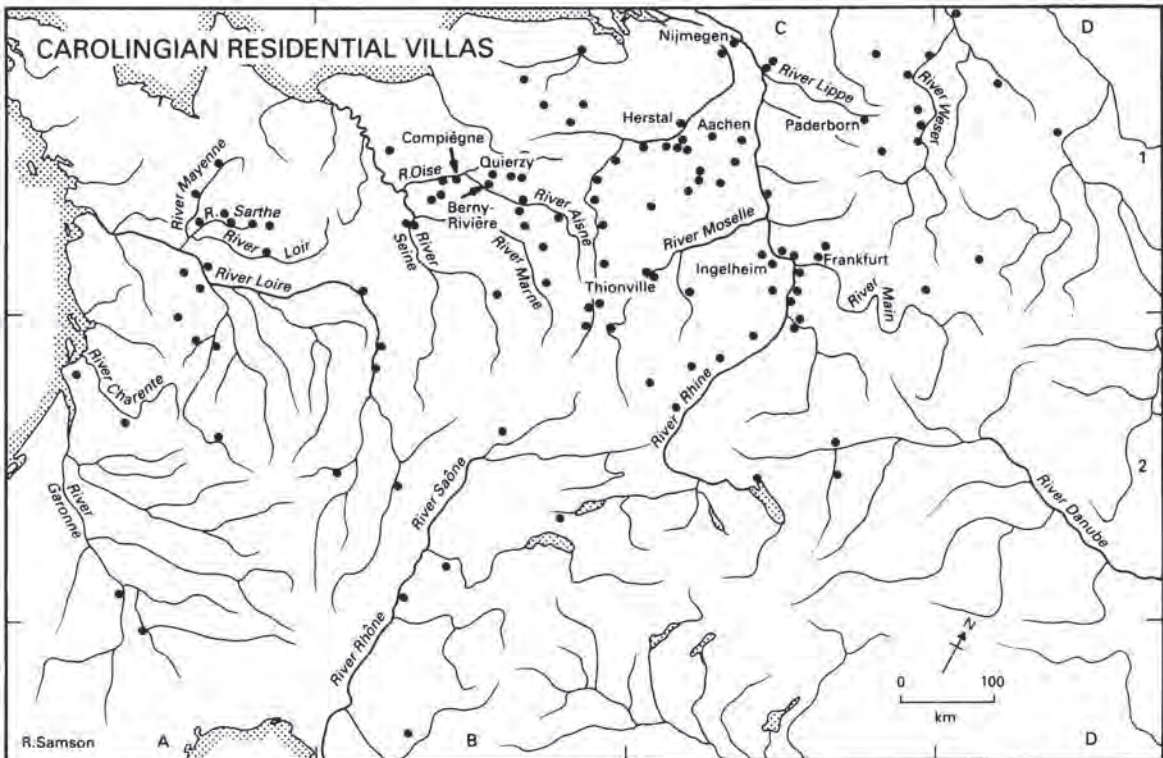 CAROLINGIAN RESIDENTIAL VILLAS
C
D
Nijmegen
River Lippe
River Weser
Herstal
Aachen
Paderborn
Compiègne
Quierzy
1
River Mayenne
R. Oise
R. Sarthe
Berny-
Rivière
River Aisne
River Loir
River Seine
River Marne
River Moselle
Ingelheim
Frankfurt
River Loire
Thionville
River Main
River Charente
River Rhine
2
River Garonne
River Saône
River Danube
River Rhône
N
0 100
km
R.Samson
A
B
D